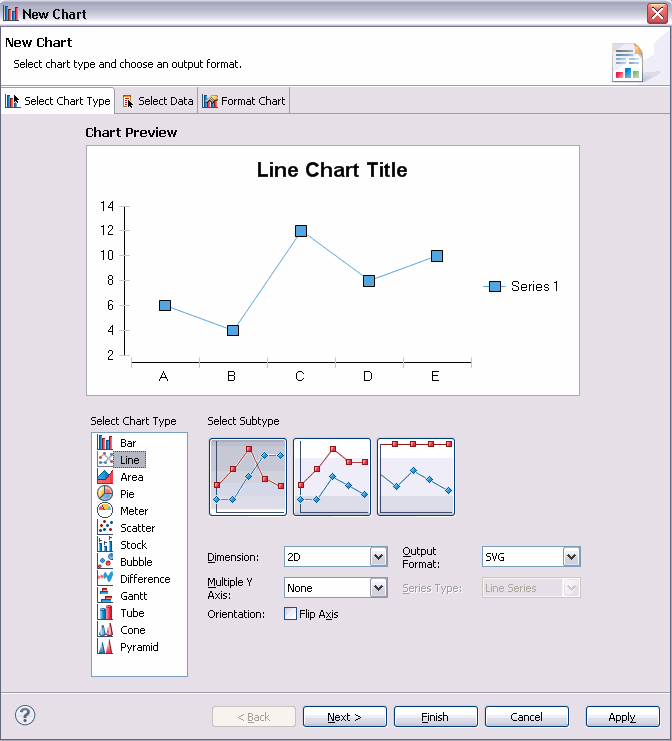 New Chart
New Chart
Select chart type and choose an output format.
Select Chart Type
Select Data
Format Chart
Chart Preview
Line Chart Title
14
12
10
8
6
4
2
A B C D E
Series 1
Select Chart Type
Bar
Line
Area
Pie
Meter
Scatter
Stock
Bubble
Difference
Gantt
Tube
Cone
Pyramid
Select Subtype
Dimension: 2D
Output Format: SVG
Multiple Y Axis: None
Series Type: Line Series
Orientation: Flip Axis
?
< Back
Next >
Finish
Cancel
Apply